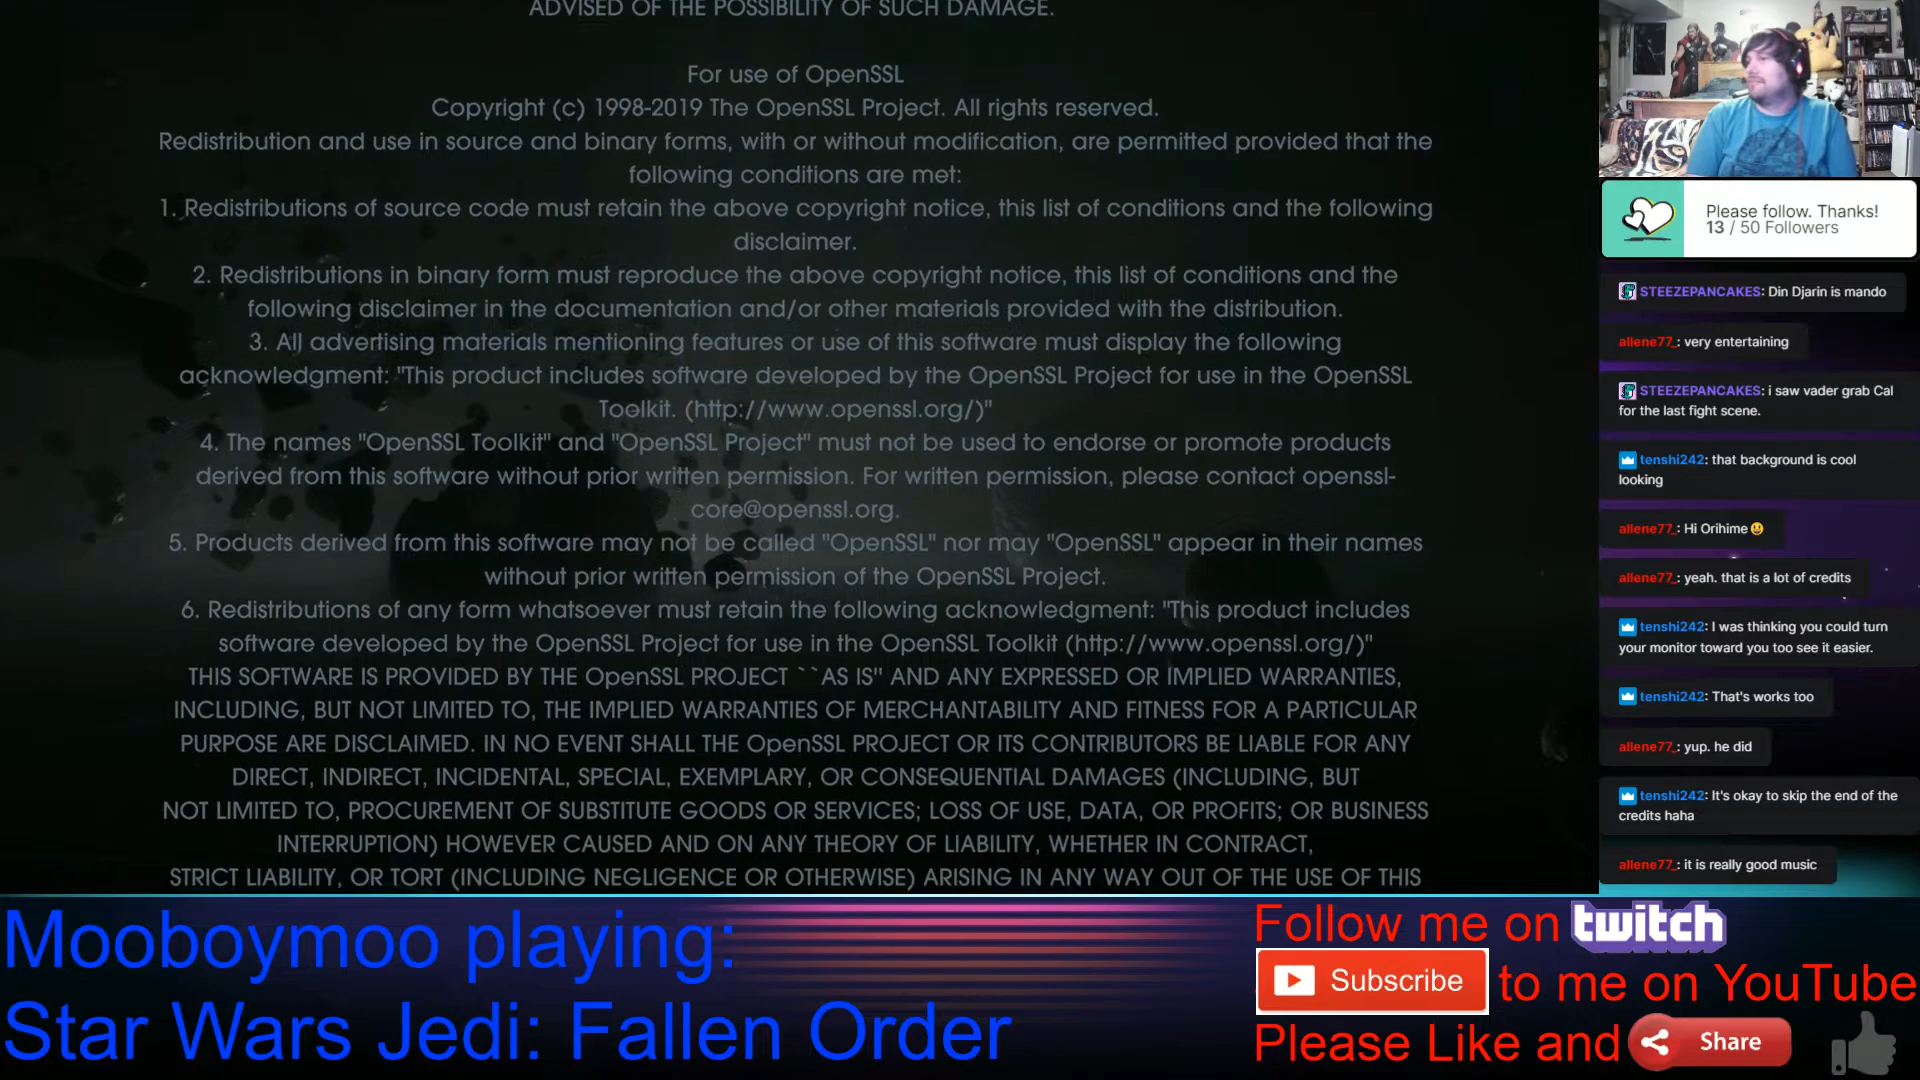 ADVISED OF THE POSSIBILITY OF SUCH DAMAGE.
For use of OpenSSL
Copyright (c) 1998-2019 The OpenSSL Project. All rights reserved.
Redistribution and use in source and binary forms, with or without modification, are permitted provided that the
following conditions are met:
1. Redistributions of source code must retain the above copyright notice, this list of conditions and the following
disclaimer.
2. Redistributions in binary form must reproduce the above copyright notice, this list of conditions and the
following disclaimer in the documentation and/or other materials provided with the distribution.
3. All advertising materials mentioning features or use of this software must display the following
acknowledgment: "This product includes software developed by the OpenSSL Project for use in the OpenSSL
Toolkit. (http://www.openssl.org/)"
4. The names "OpenSSL Toolkit" and "OpenSSL Project" must not be used to endorse or promote products
derived from this software without prior written permission. For written permission, please contact openssl-
core@openssl.org.
5. Products derived from this software may not be called "OpenSSL" nor may "OpenSSL" appear in their names
without prior written permission of the OpenSSL Project.
6. Redistributions of any form whatsoever must retain the following acknowledgment: "This product includes
software developed by the OpenSSL Project for use in the OpenSSL Toolkit (http://www.openssl.org/)"
THIS SOFTWARE IS PROVIDED BY THE OpenSSL PROJECT ``AS IS'' AND ANY EXPRESSED OR IMPLIED WARRANTIES,
INCLUDING, BUT NOT LIMITED TO, THE IMPLIED WARRANTIES OF MERCHANTABILITY AND FITNESS FOR A PARTICULAR
PURPOSE ARE DISCLAIMED. IN NO EVENT SHALL THE OpenSSL PROJECT OR ITS CONTRIBUTORS BE LIABLE FOR ANY
DIRECT, INDIRECT, INCIDENTAL, SPECIAL, EXEMPLARY, OR CONSEQUENTIAL DAMAGES (INCLUDING, BUT
NOT LIMITED TO, PROCUREMENT OF SUBSTITUTE GOODS OR SERVICES; LOSS OF USE, DATA, OR PROFITS; OR BUSINESS
INTERRUPTION) HOWEVER CAUSED AND ON ANY THEORY OF LIABILITY, WHETHER IN CONTRACT,
STRICT LIABILITY, OR TORT (INCLUDING NEGLIGENCE OR OTHERWISE) ARISING IN ANY WAY OUT OF THE USE OF THIS
Please follow. Thanks!
13 / 50 Followers
STEEZEPANCAKES: Din Djarin is mando
allene77_: very entertaining
STEEZEPANCAKES: i saw vader grab Cal
for the last fight scene.
tenshi242: that background is cool
looking
allene77_: Hi Orihime😃
allene77_: yeah. that is a lot of credits
tenshi242: I was thinking you could turn
your monitor toward you too see it easier.
tenshi242: That's works too
allene77_: yup. he did
tenshi242: It's okay to skip the end of the
credits haha
allene77_: it is really good music
Mooboymoo playing:
Star Wars Jedi: Fallen Order
Follow me on twitch
Subscribe to me on YouTube
Please Like and Share